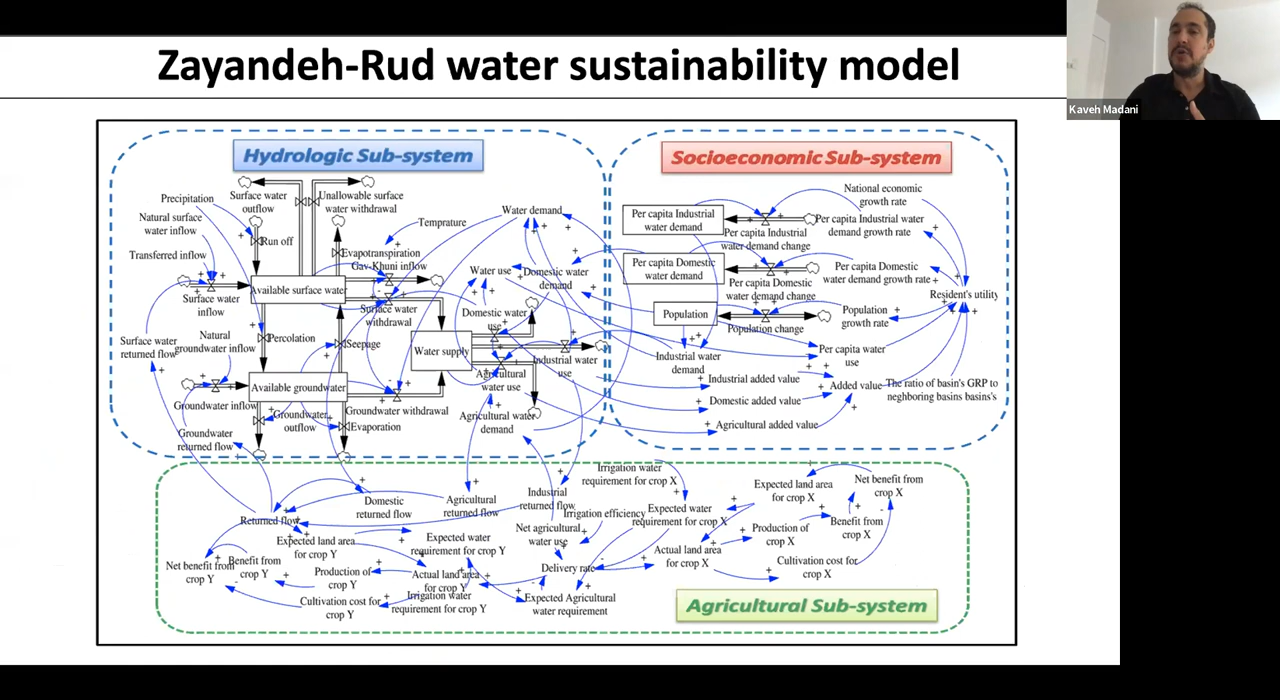 Zayandeh-Rud water sustainability model
Kaveh Madani
Hydrologic Sub-system
Precipitation
Surface water
outflow
Unallowable surface
water withdrawal
Natural surface
water inflow
Run off
Temprature
Water demand
Transferred inflow
Evapotranspiration
Gav-Khuni inflow
Available surface water
Surface water
inflow
Water use
Domestic water
demand
Surface water
withdrawal
Domestic water
use
Surface water
returned flow
Natural
groundwater inflow
Percolation
Seepage
Water supply
Industrial water
use
Agricultural
water use
Available groundwater
Groundwater inflow
Groundwater
outflow
Groundwater withdrawal
Evaporation
Agricultural water
demand
Groundwater
returned flow
Socioeconomic Sub-system
National economic
growth rate
Per capita Industrial
water demand
Per capita Industrial water
demand growth rate
Per capita Industrial
water demand change
Per capita Domestic
water demand
Per capita Domestic
water demand growth rate
Per capita Domestic
water demand change
Resident's utility
Population
Population
growth rate
Population change
Industrial water
demand
Per capita water
use
Industrial added value
Added value
The ratio of basin's GRP to
neighboring basins basins's
Domestic added value
Agricultural added value
Irrigation water
requirement for crop X
Expected land area
for crop X
Net benefit from
crop X
Domestic
returned flow
Agricultural
returned flow
Industrial
returned flow
Irrigation efficiency
Expected water
requirement for crop X
Returned flow
Production of
crop X
Benefit from
crop X
Expected land area
for crop Y
Expected water
requirement for crop Y
Net agricultural
water use
Actual land area
for crop X
Cultivation cost for
crop X
Net benefit from
crop Y
Benefit from
crop Y
Production of
crop Y
Actual land area
for crop Y
Delivery rate
Cultivation cost for
crop Y
Irrigation water
requirement for crop Y
Expected Agricultural
water requirement
Agricultural Sub-system